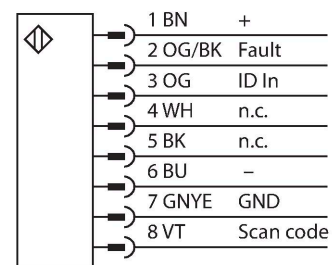 1 BN +
2 OG/BK Fault
3 OG ID In
4 WH n.c.
5 BK n.c.
6 BU –
7 GNYE GND
8 VT Scan code